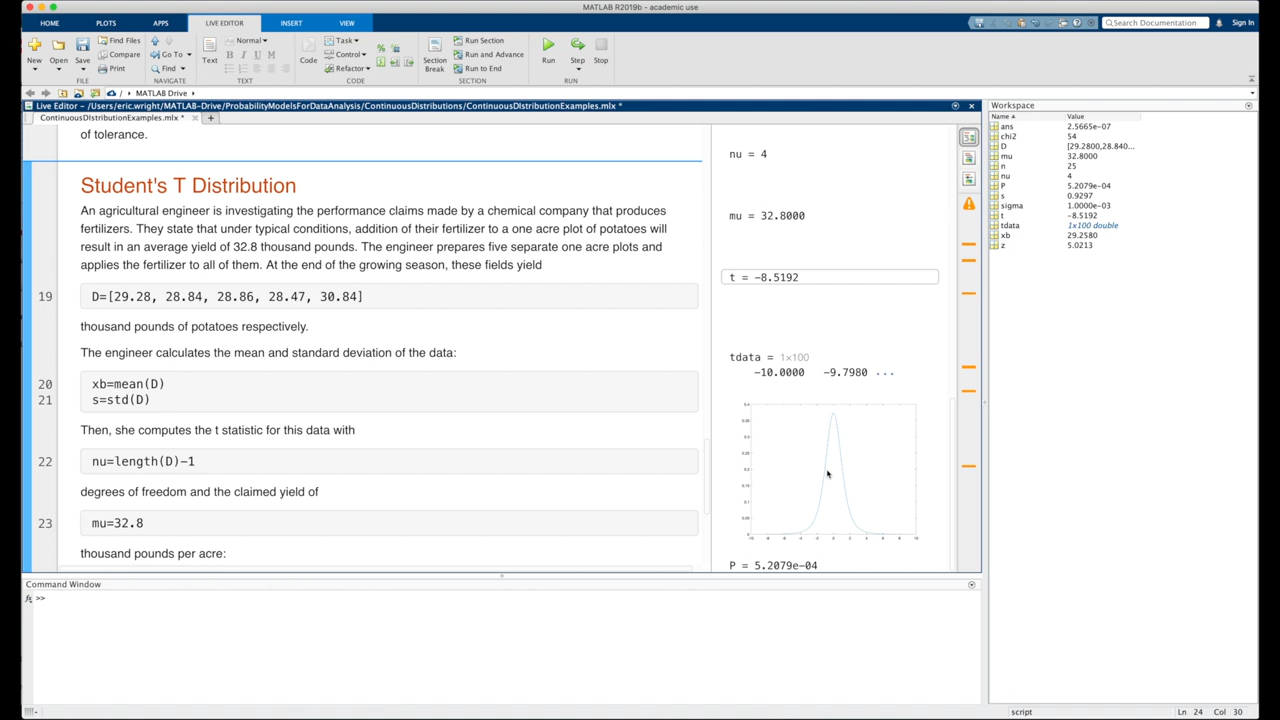 MATLAB R2019b - academic use
HOME PLOTS APPS LIVE EDITOR INSERT VIEW Search Documentation Sign In
New Open Save Find Files Compare Print Go To Find Text Normal B I U M Code Task Control Refactor Section Break Run Section Run and Advance Run to End Run Step Stop
FILE NAVIGATE TEXT CODE SECTION RUN
MATLAB Drive
Live Editor - /Users/eric.wright/MATLAB-Drive/ProbabilityModelsForDataAnalysis/ContinuousDistributions/ContinuousDIstributionExamples.mlx *
ContinuousDIstributionExamples.mlx *
of tolerance.
Student's T Distribution
An agricultural engineer is investigating the performance claims made by a chemical company that produces
fertilizers. They state that under typical conditions, addition of their fertilizer to a one acre plot of potatoes will
result in an average yield of 32.8 thousand pounds. The engineer prepares five separate one acre plots and
applies the fertilizer to all of them. At the end of the growing season, these fields yield
19 D=[29.28, 28.84, 28.86, 28.47, 30.84]
thousand pounds of potatoes respectively.
The engineer calculates the mean and standard deviation of the data:
20 xb=mean(D)
21 s=std(D)
Then, she computes the t statistic for this data with
22 nu=length(D)-1
degrees of freedom and the claimed yield of
23 mu=32.8
thousand pounds per acre:
nu = 4
mu = 32.8000
t = -8.5192
tdata = 1×100
-10.0000 -9.7980 ...
P = 5.2079e-04
Workspace
Name Value
ans 2.5665e-07
chi2 54
D [29.2800,28.840...
mu 32.8000
n 25
nu 4
P 5.2079e-04
s 0.9297
sigma 1.0000e-03
t -8.5192
tdata 1x100 double
xb 29.2580
z 5.0213
Command Window
fx >>
script Ln 24 Col 30